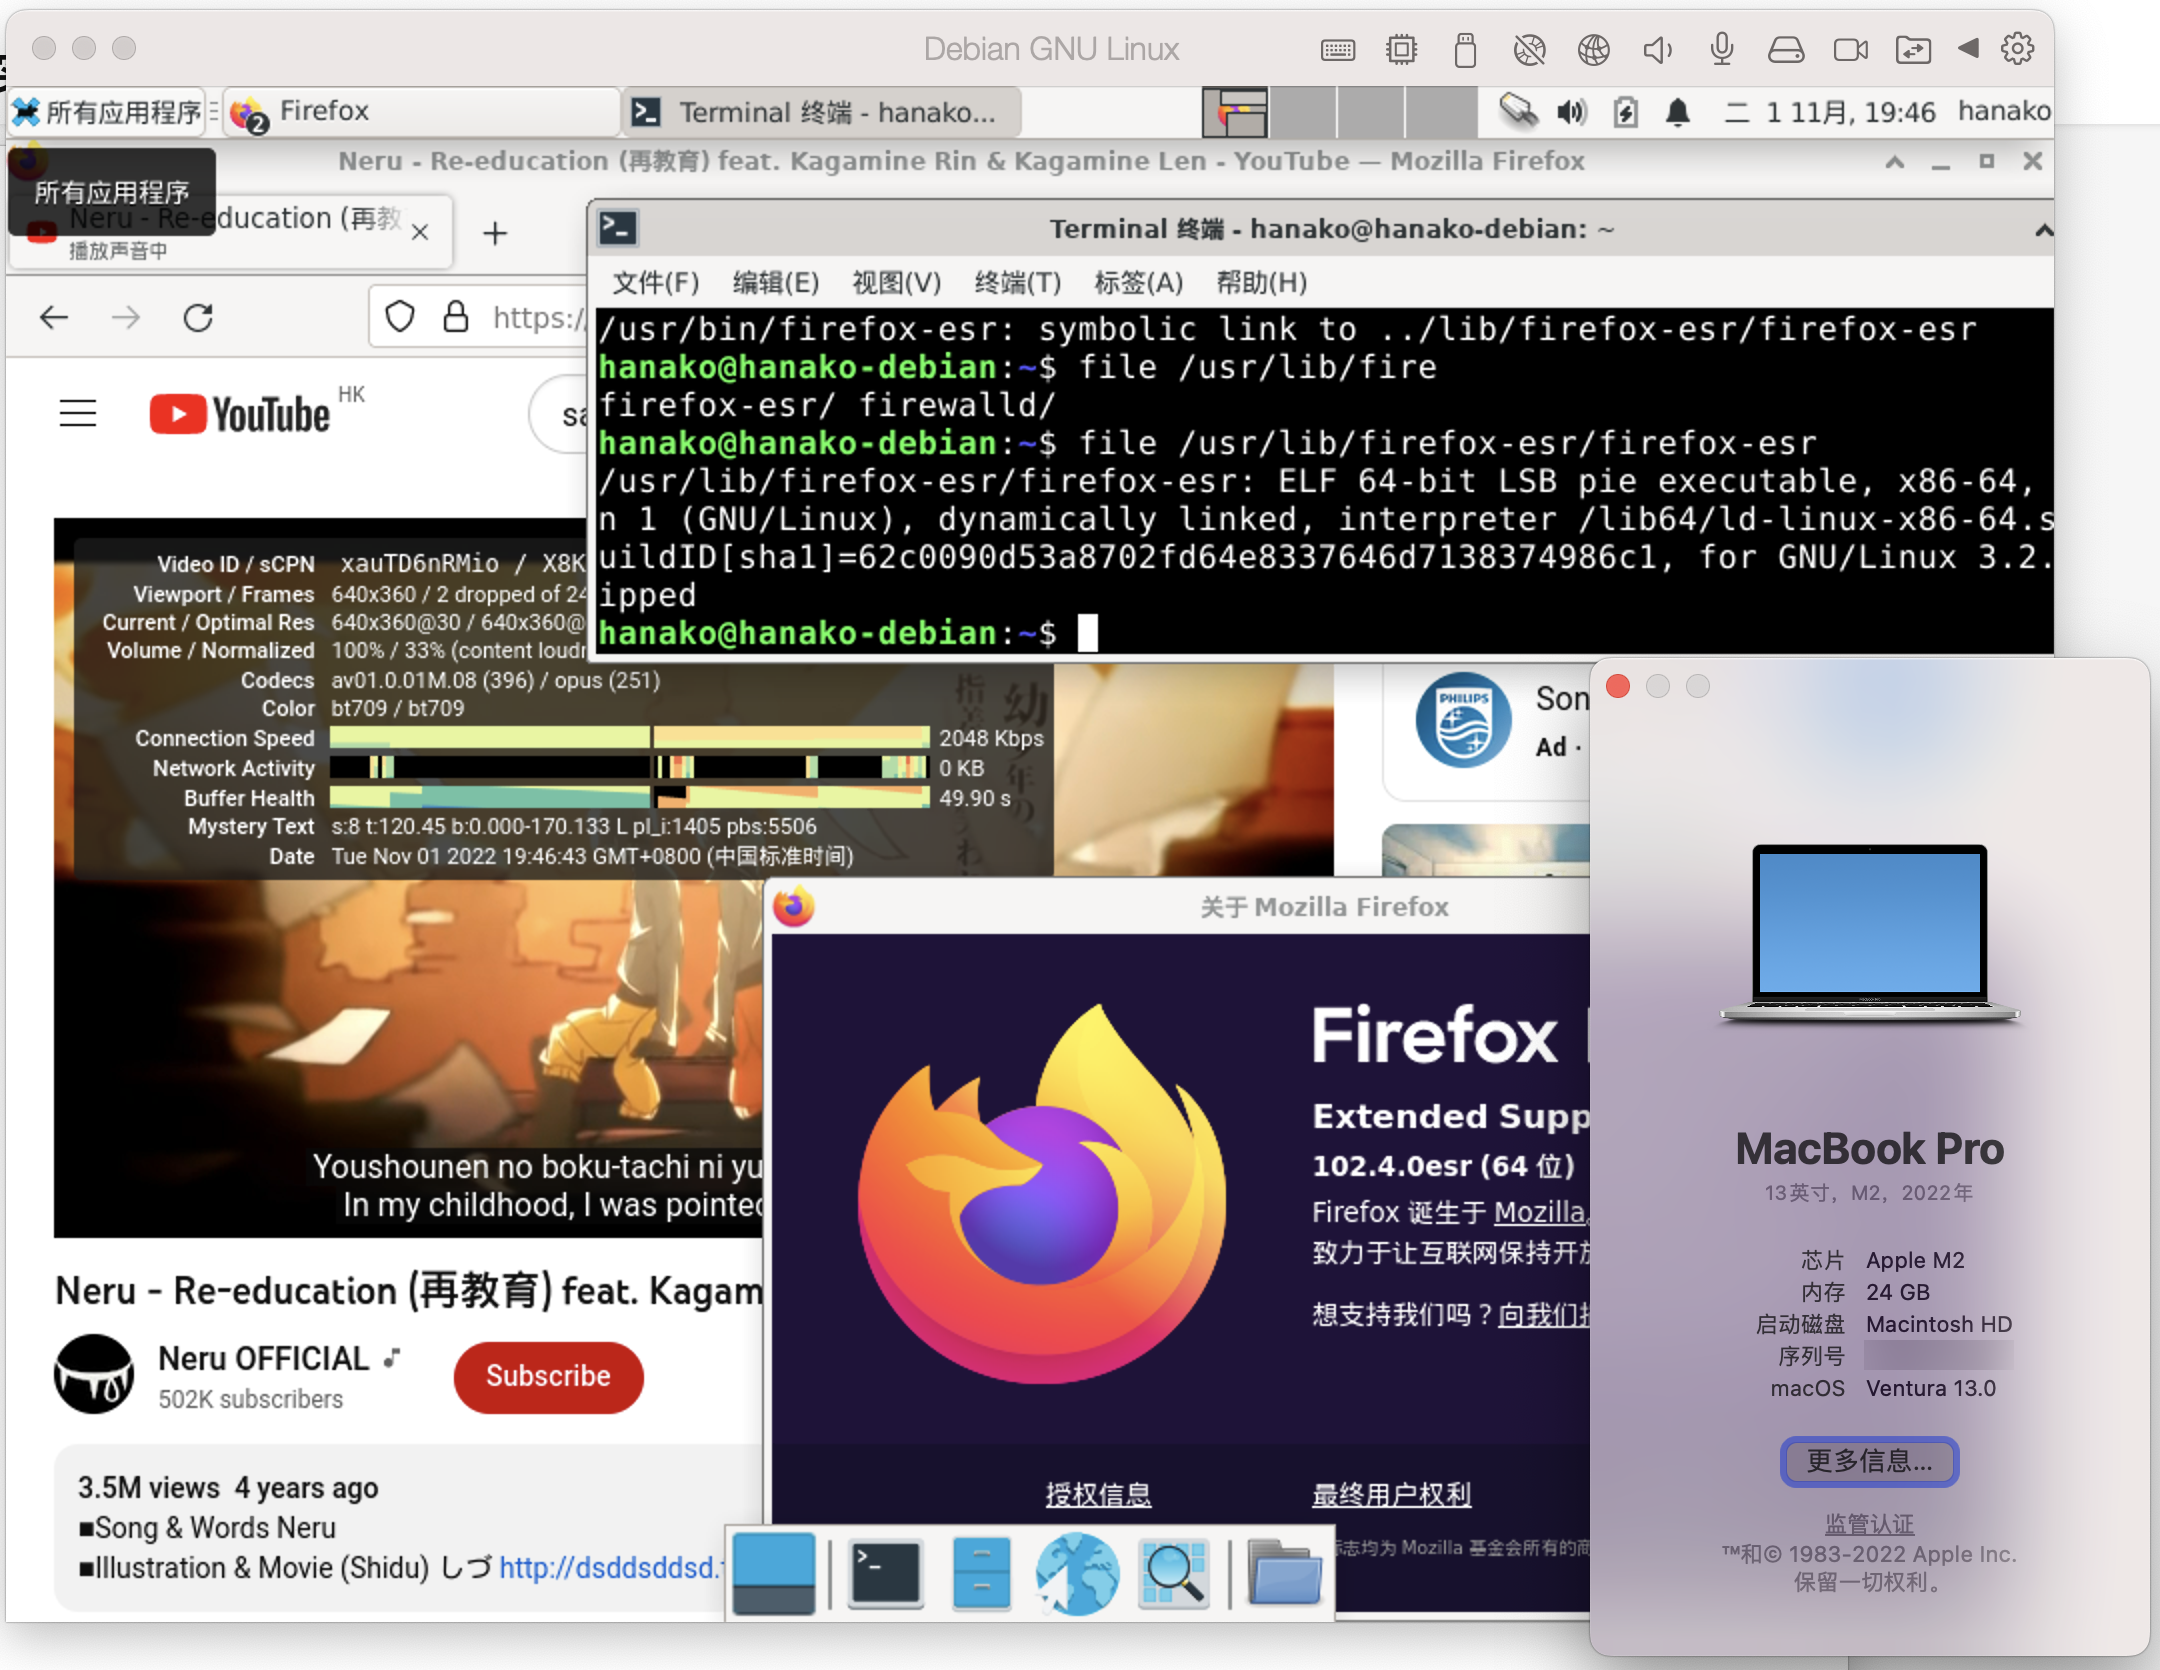 Debian GNU Linux
所有应用程序
2
Firefox
Terminal 终端 - hanako...
二 1 11月, 19:46
hanako
Neru - Re-education (再教育) feat. Kagamine Rin & Kagamine Len - YouTube — Mozilla Firefox
所有应用程序
Neru - Re-education (再教
播放声音中
https:/
Terminal 终端 - hanako@hanako-debian: ~
文件(F) 编辑(E) 视图(V) 终端(T) 标签(A) 帮助(H)
/usr/bin/firefox-esr: symbolic link to ../lib/firefox-esr/firefox-esr
hanako@hanako-debian:~$ file /usr/lib/fire
firefox-esr/ firewalld/
hanako@hanako-debian:~$ file /usr/lib/firefox-esr/firefox-esr
/usr/lib/firefox-esr/firefox-esr: ELF 64-bit LSB pie executable, x86-64,
n 1 (GNU/Linux), dynamically linked, interpreter /lib64/ld-linux-x86-64.s
uildID[sha1]=62c0090d53a8702fd64e8337646d7138374986c1, for GNU/Linux 3.2.
ipped
hanako@hanako-debian:~$
YouTube HK
sa
Video ID / sCPN xauTD6nRMio / X8K
Viewport / Frames 640x360 / 2 dropped of 24
Current / Optimal Res 640x360@30 / 640x360@
Volume / Normalized 100% / 33% (content loud
Codecs av01.0.01M.08 (396) / opus (251)
Color bt709 / bt709
Connection Speed 2048 Kbps
Network Activity 0 KB
Buffer Health 49.90 s
Mystery Text s:8 t:120.45 b:0.000-170.133 L pl_i:1405 pbs:5506
Date Tue Nov 01 2022 19:46:43 GMT+0800 (中国标准时间)
Youshounen no boku-tachi ni yu
In my childhood, I was pointed
PHILIPS
Son
Ad ·
Neru - Re-education (再教育) feat. Kagam
Neru OFFICIAL
502K subscribers
Subscribe
3.5M views 4 years ago
■Song & Words Neru
■Illustration & Movie (Shidu) しづ http://dsddsddsd.
关于 Mozilla Firefox
Firefox
Extended Supp
102.4.0esr (64 位)
Firefox 诞生于 Mozilla。
致力于让互联网保持开放
想支持我们吗？向我们
授权信息
最终用户权利
标志均为 Mozilla 基金会所有的商
MacBook Pro
13英寸, M2, 2022年
芯片 Apple M2
内存 24 GB
启动磁盘 Macintosh HD
序列号
macOS Ventura 13.0
更多信息...
监管认证
™和© 1983-2022 Apple Inc.
保留一切权利。